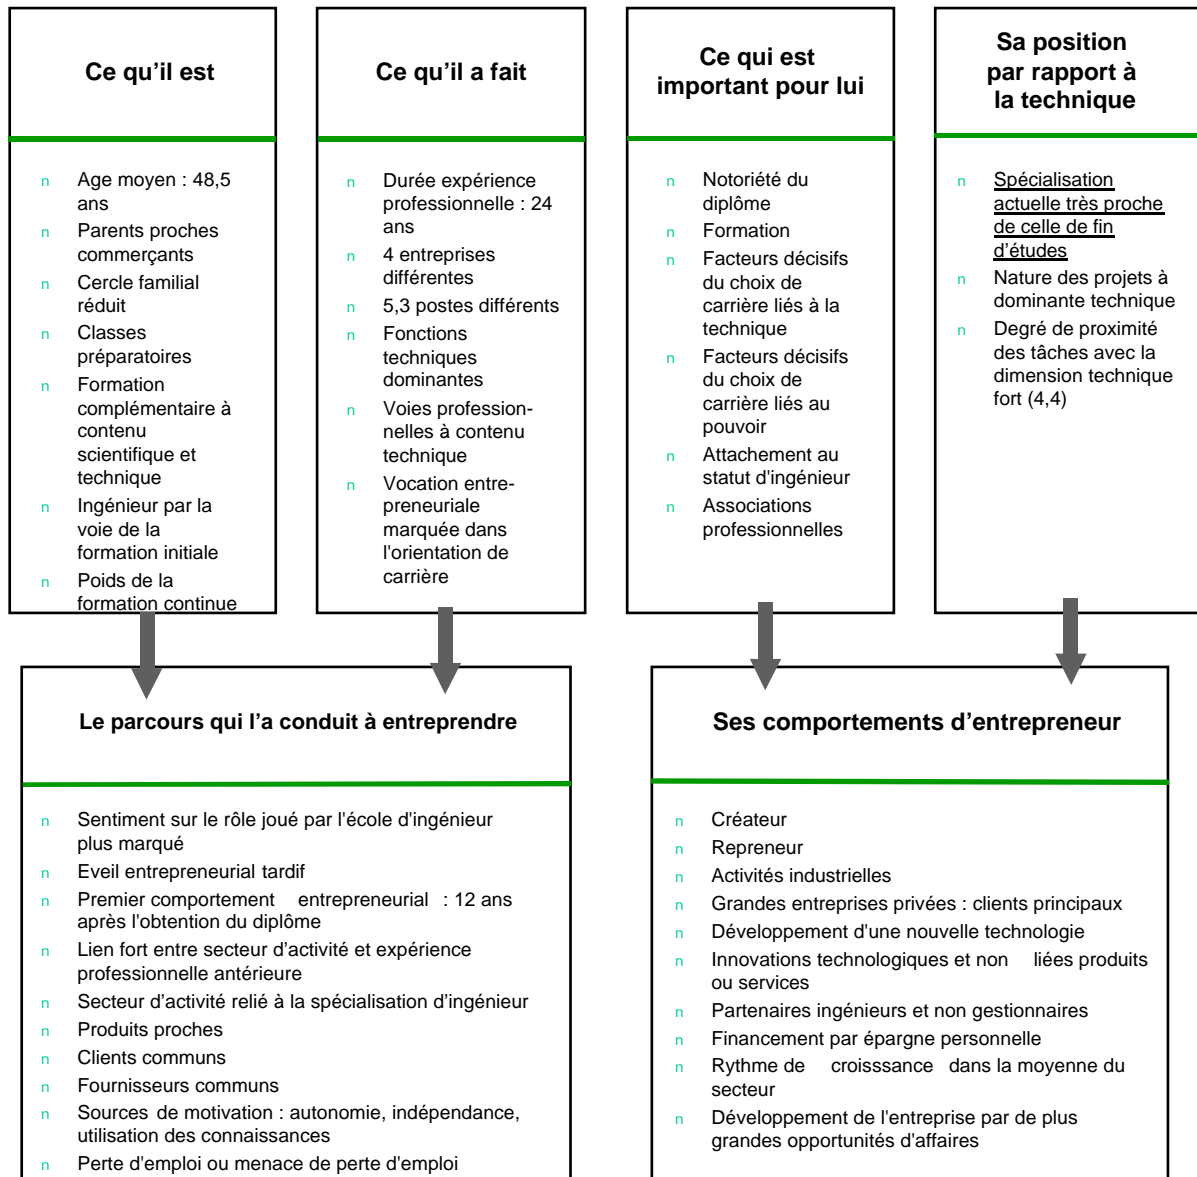 Ce qu’il est
n Age moyen : 48,5
ans
n Parents proches
commerçants
n Cercle familial
réduit
n Classes
préparatoires
n Formation
complémentaire à
contenu
scientifique et
technique
n Ingénieur par la
voie de la
formation initiale
n Poids de la
formation continue
Ce qu’il a fait
n Durée expérience
professionnelle : 24
ans
n 4 entreprises
différentes
n 5,3 postes différents
n Fonctions
techniques
dominantes
n Voies profession-
nelles à contenu
technique
n Vocation entre-
preneuriale
marquée dans
l'orientation de
carrière
Ce qui est
important pour lui
n Notoriété du
diplôme
n Formation
n Facteurs décisifs
du choix de
carrière liés à la
technique
n Facteurs décisifs
du choix de
carrière liés au
pouvoir
n Attachement au
statut d'ingénieur
n Associations
professionnelles
Sa position
par rapport à
la technique
n Spécialisation
actuelle très proche
de celle de fin
d’études
n Nature des projets à
dominante technique
n Degré de proximité
des tâches avec la
dimension technique
fort (4,4)
Le parcours qui l’a conduit à entreprendre
n Sentiment sur le rôle joué par l'école d'ingénieur
plus marqué
n Eveil entrepreneurial tardif
n Premier comportement entrepreneurial : 12 ans
après l'obtention du diplôme
n Lien fort entre secteur d’activité et expérience
professionnelle antérieure
n Secteur d’activité relié à la spécialisation d’ingénieur
n Produits proches
n Clients communs
n Fournisseurs communs
n Sources de motivation : autonomie, indépendance,
utilisation des connaissances
n Perte d'emploi ou menace de perte d'emploi
Ses comportements d’entrepreneur
n Créateur
n Repreneur
n Activités industrielles
n Grandes entreprises privées : clients principaux
n Développement d'une nouvelle technologie
n Innovations technologiques et non liées produits
ou services
n Partenaires ingénieurs et non gestionnaires
n Financement par épargne personnelle
n Rythme de croisssance dans la moyenne du
secteur
n Développement de l'entreprise par de plus
grandes opportunités d'affaires